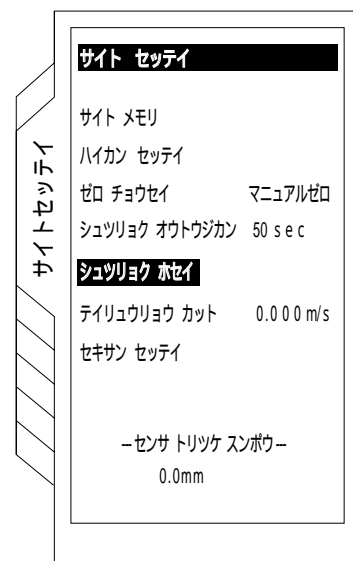 サイト セッテイ
サイトセッテイ
サイト メモリ
ハイカン セッテイ
ゼロ チョウセイ マニュアルゼロ
シュツリョク オウトウジカン 50 sec
シュツリョク ホセイ
テイリュウリョウ カット 0.000 m/s
セキサン セッテイ
−センサ トリツケ スンポウ−
0.0mm